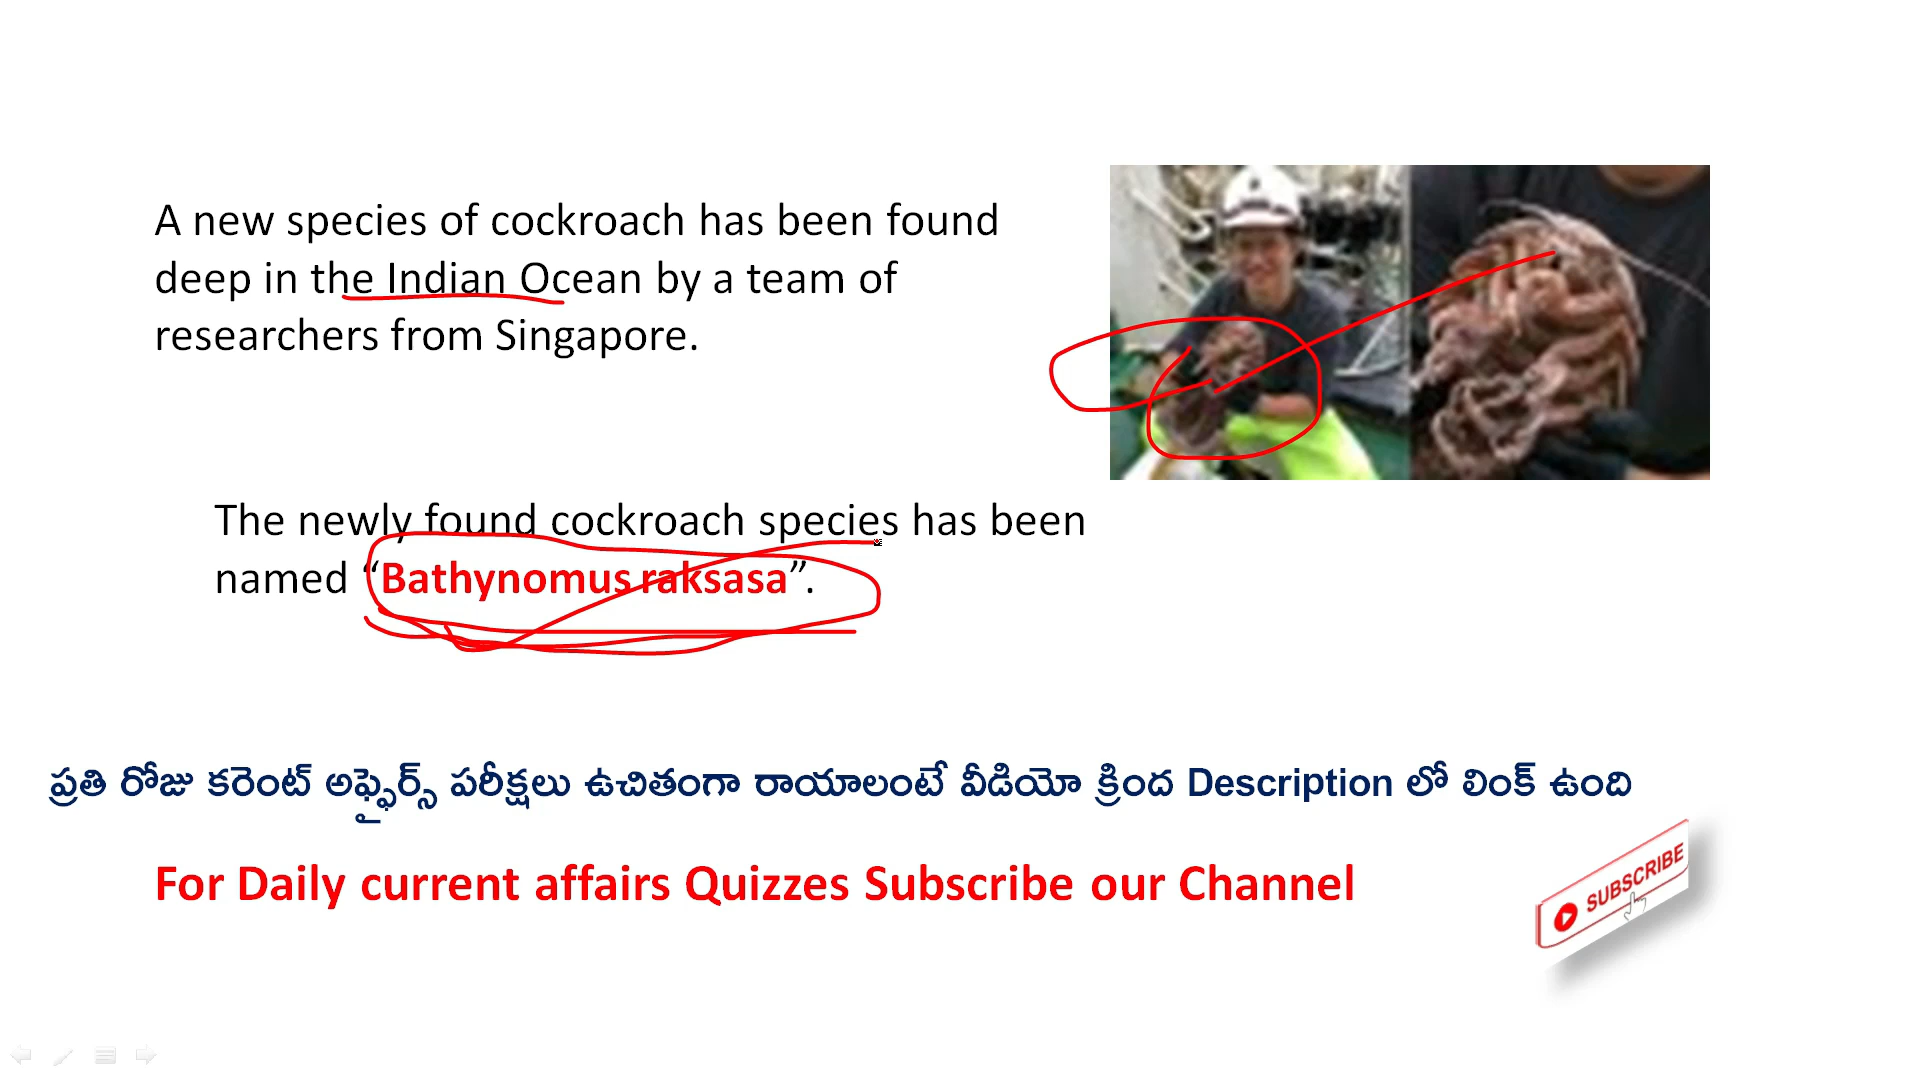 A new species of cockroach has been found
deep in the Indian Ocean by a team of
researchers from Singapore.
The newly found cockroach species has been
named “Bathynomus raksasa”.
ప్రతి రోజు కరెంట్ అఫ్ఫైర్స్ పరీక్షలు ఉచితంగా రాయాలంటే వీడియో క్రింద Description లో లింక్ ఉంది
For Daily current affairs Quizzes Subscribe our Channel
SUBSCRIBE